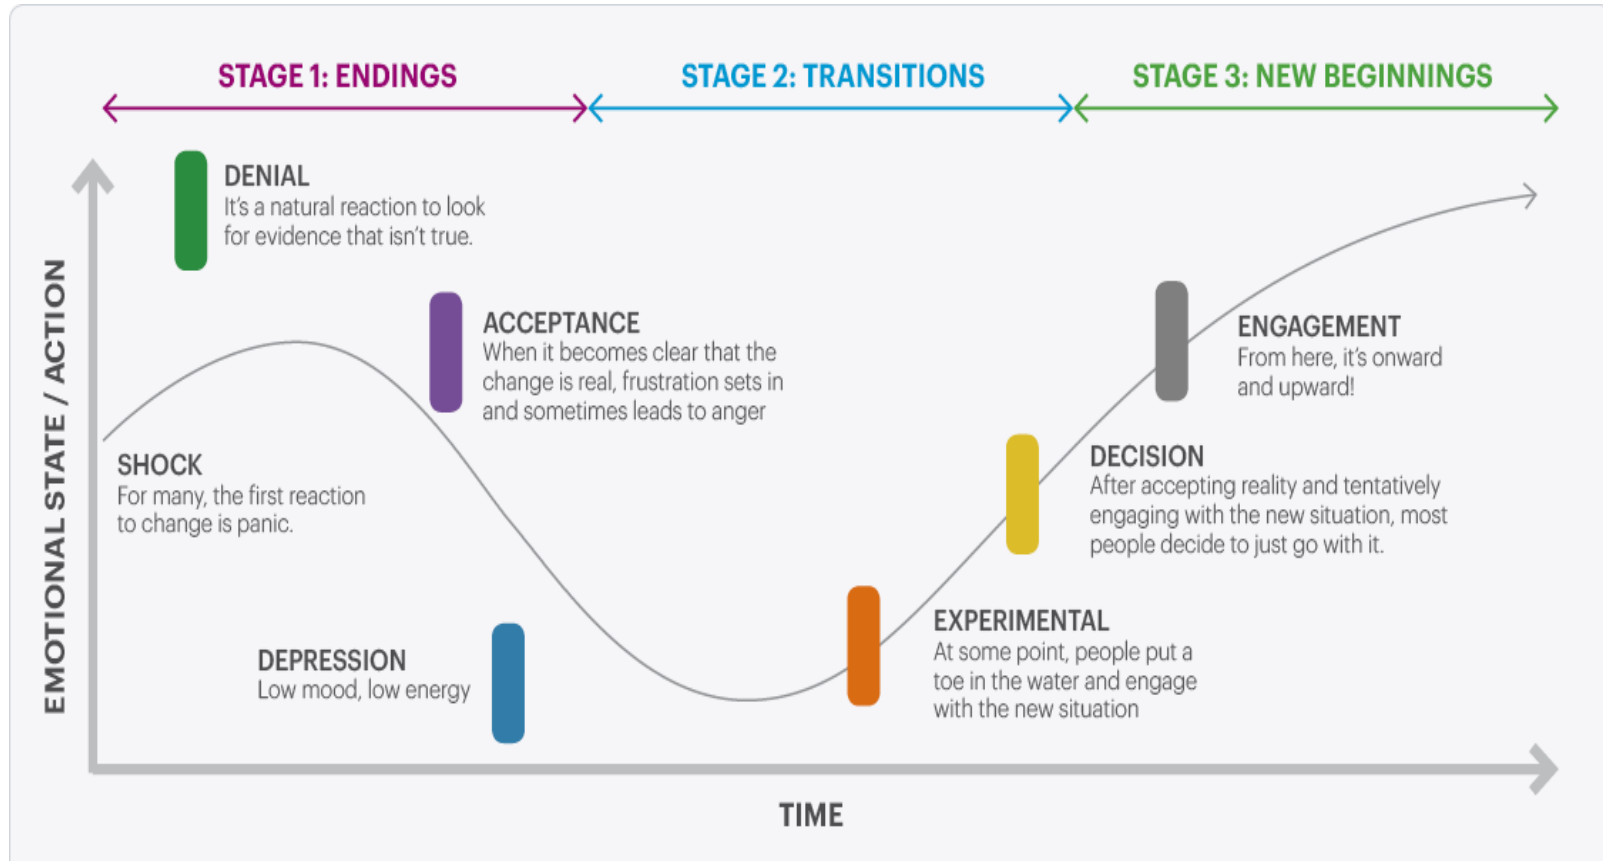 STAGE 1: ENDINGS
STAGE 2: TRANSITIONS
STAGE 3: NEW BEGINNINGS
EMOTIONAL STATE / ACTION
DENIAL
It's a natural reaction to look
for evidence that isn't true.
ACCEPTANCE
When it becomes clear that the
change is real, frustration sets in
and sometimes leads to anger
SHOCK
For many, the first reaction
to change is panic.
DEPRESSION
Low mood, low energy
EXPERIMENTAL
At some point, people put a
toe in the water and engage
with the new situation
DECISION
After accepting reality and tentatively
engaging with the new situation, most
people decide to just go with it.
ENGAGEMENT
From here, it's onward
and upward!
TIME